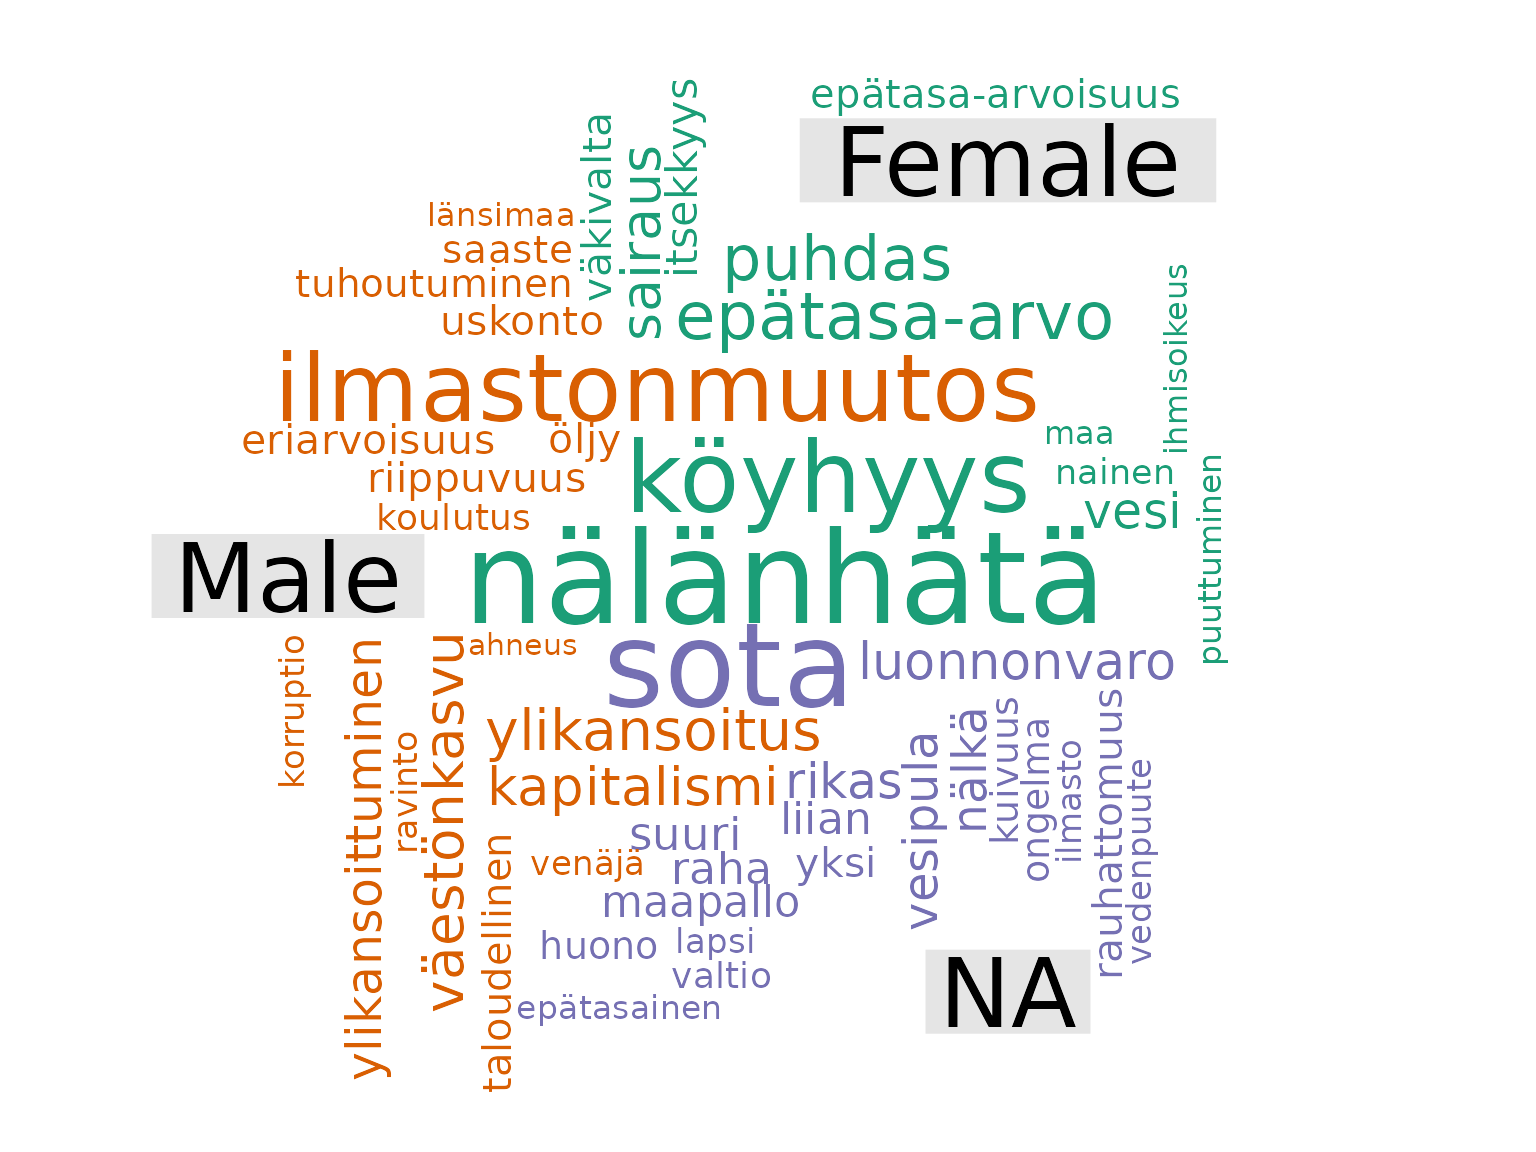 epätasa-arvoisuus
Female
väkivalta
sairaus
itsekkyys
länsimaa
saaste
tuhoutuminen
uskonto
puhdas
epätasa-arvo
ihmisoikeus
ilmastonmuutos
eriarvoisuus
öljy
riippuvuus
koulutus
köyhyys
maa
nainen
vesi
puuttuminen
Male
nälänhätä
korruptio
ylikansoittuminen
ravinto
väestönkasvu
ahneus
sota
luonnonvaro
ylikansoitus
kapitalismi
rikas
liian
suuri
raha
yksi
venäjä
maapallo
taloudellinen
huono
lapsi
valtio
epätasainen
vesipula
nälkä
kuivuus
ongelma
ilmasto
rauhattomuus
vedenpuute
NA